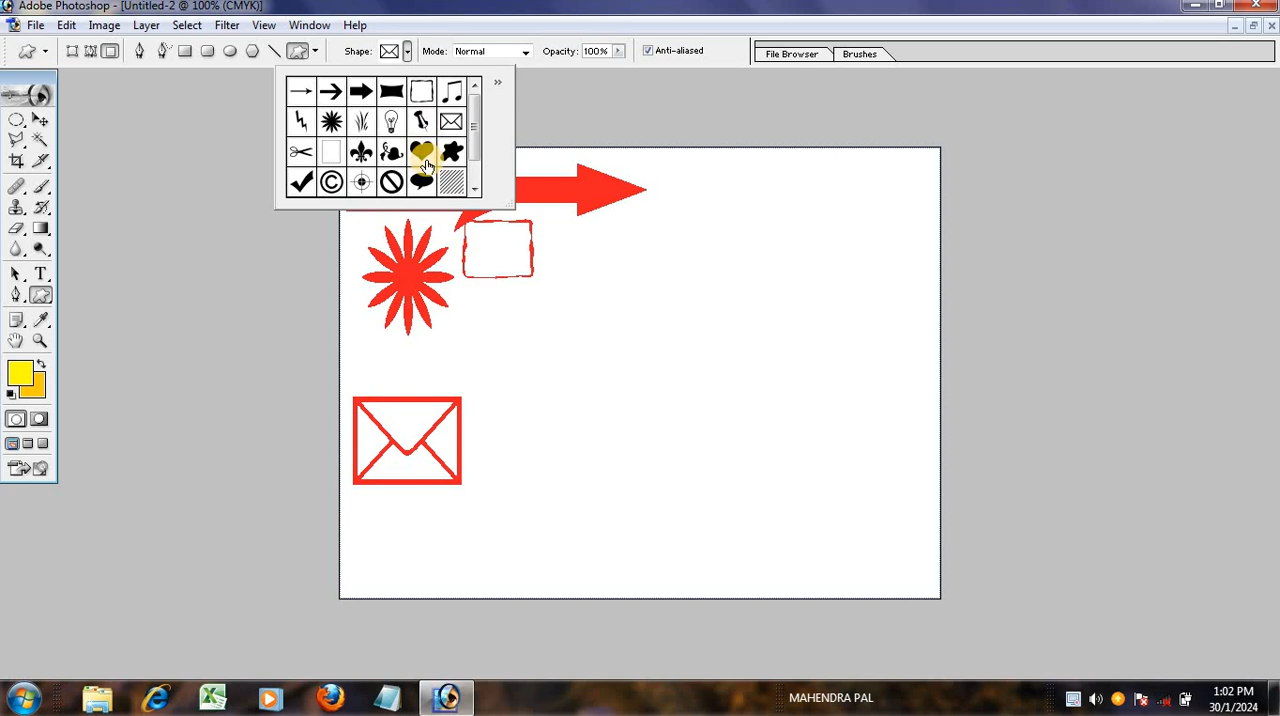 Adobe Photoshop - [Untitled-2 @ 100% (CMYK)]
File Edit Image Layer Select Filter View Window Help
Shape: Mode: Normal Opacity: 100% Anti-aliased File Browser Brushes
T
MAHENDRA PAL
1:02 PM
30/1/2024